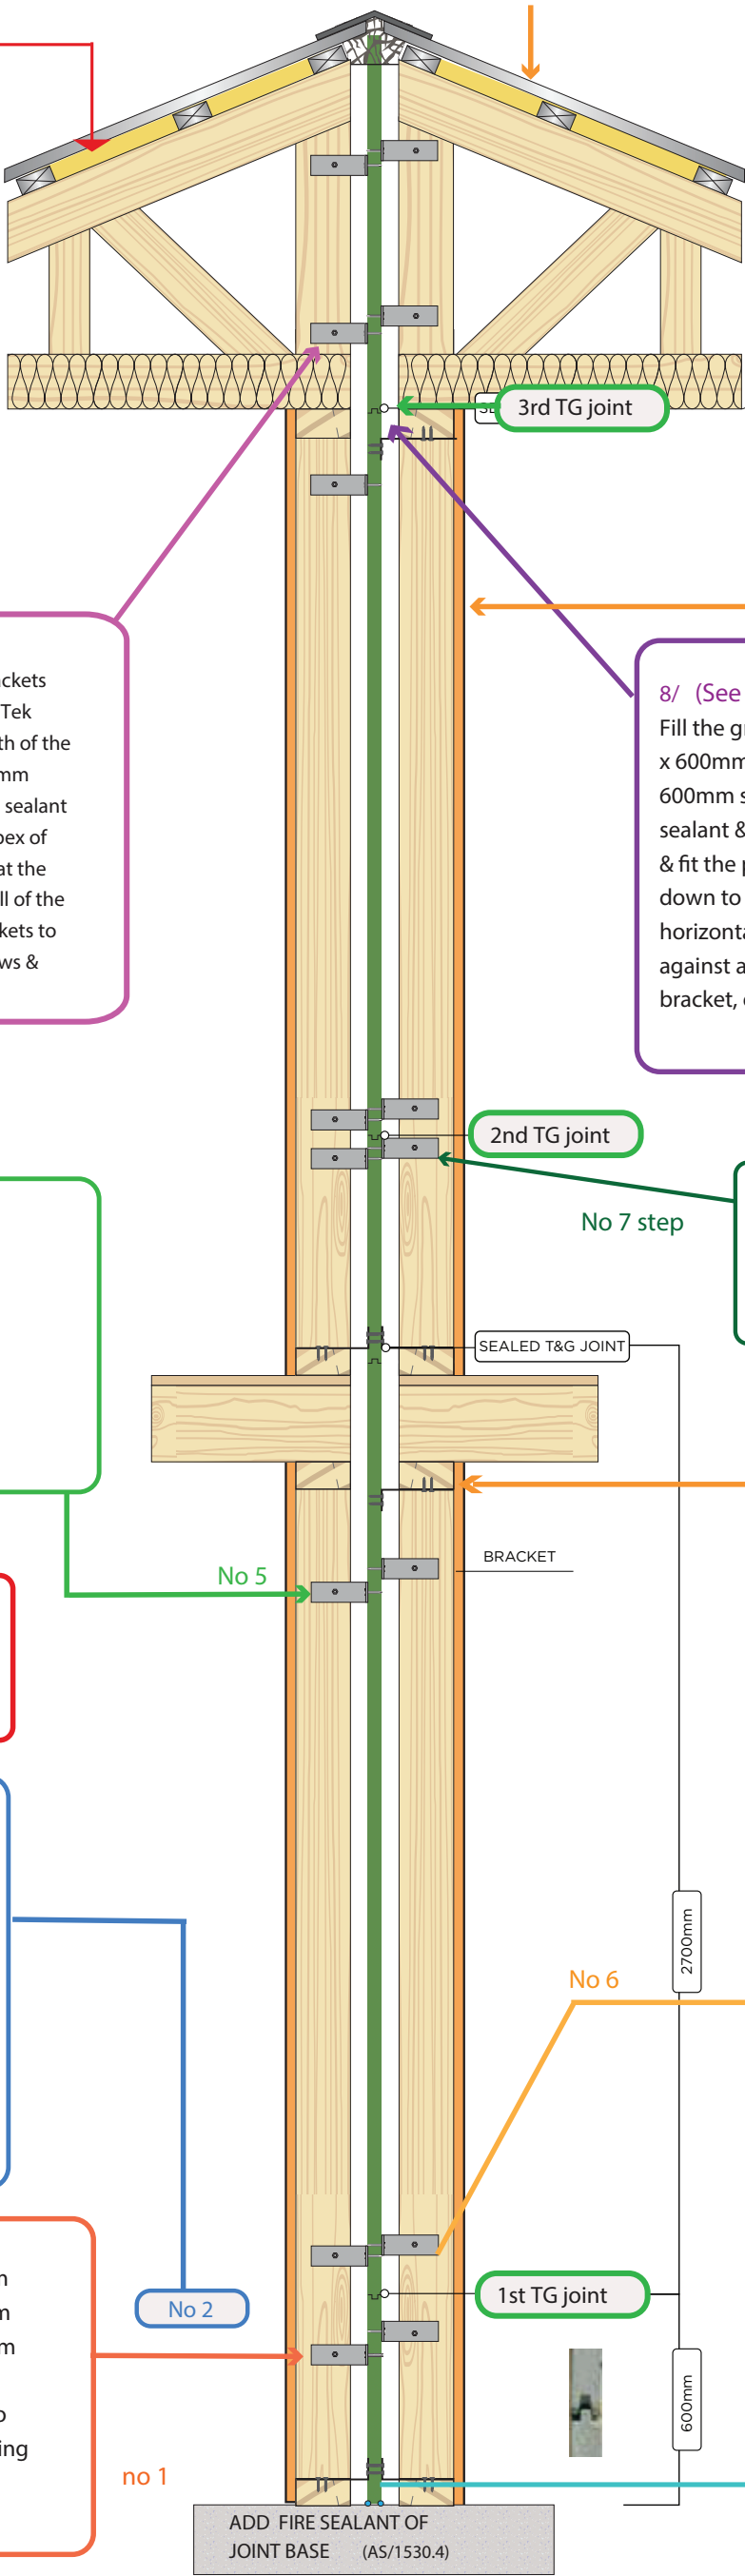 3rd TG joint
ckets
Tek
th of the
mm
sealant
pex of
at the
ll of the
kets to
ws &
8/ (See
Fill the g
x 600mm
600mm s
sealant &
& fit the p
down to
horizonta
against a
bracket,
2nd TG joint
No 7 step
SEALED T&G JOINT
BRACKET
No 5
2700mm
No 6
No 2
1st TG joint
600mm
m
m
m
o
ing
no 1
ADD FIRE SEALANT OF
JOINT BASE (AS/1530.4)